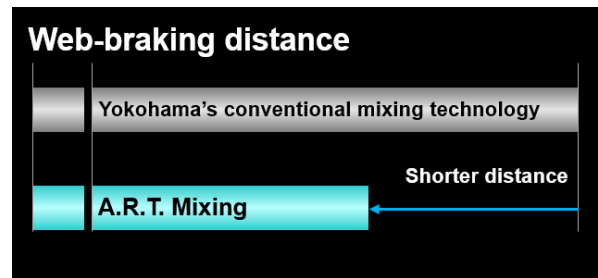 Web-braking distance
Yokohama's conventional mixing technology
Shorter distance
A.R.T. Mixing